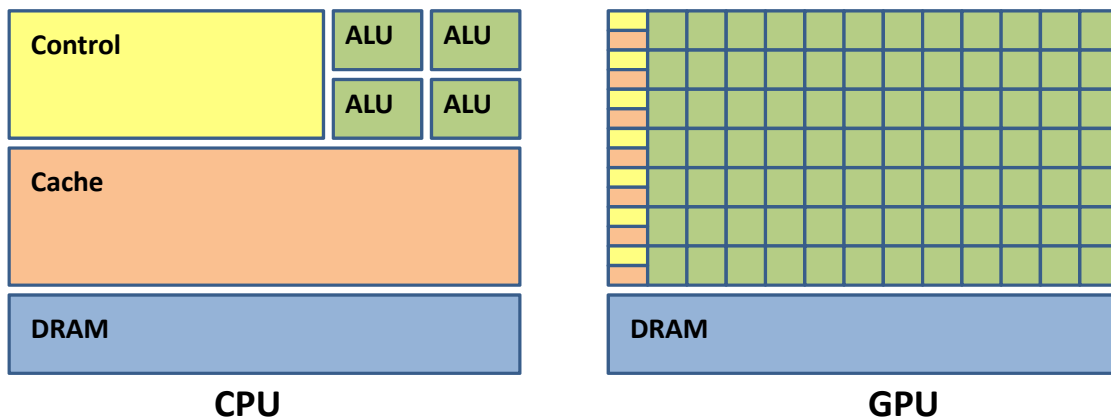 Control
ALU ALU
ALU ALU
Cache
DRAM
CPU
DRAM
GPU